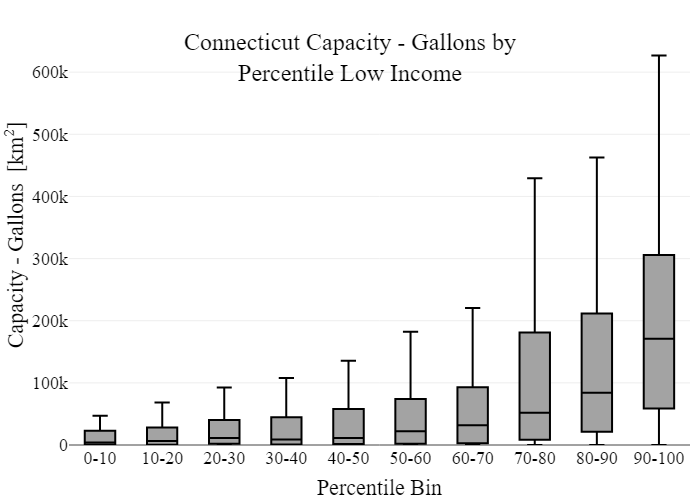 Connecticut Capacity - Gallons by
Percentile Low Income
Capacity - Gallons [km²]
600k
500k
400k
300k
200k
100k
0
0-10 10-20 20-30 30-40 40-50 50-60 60-70 70-80 80-90 90-100
Percentile Bin